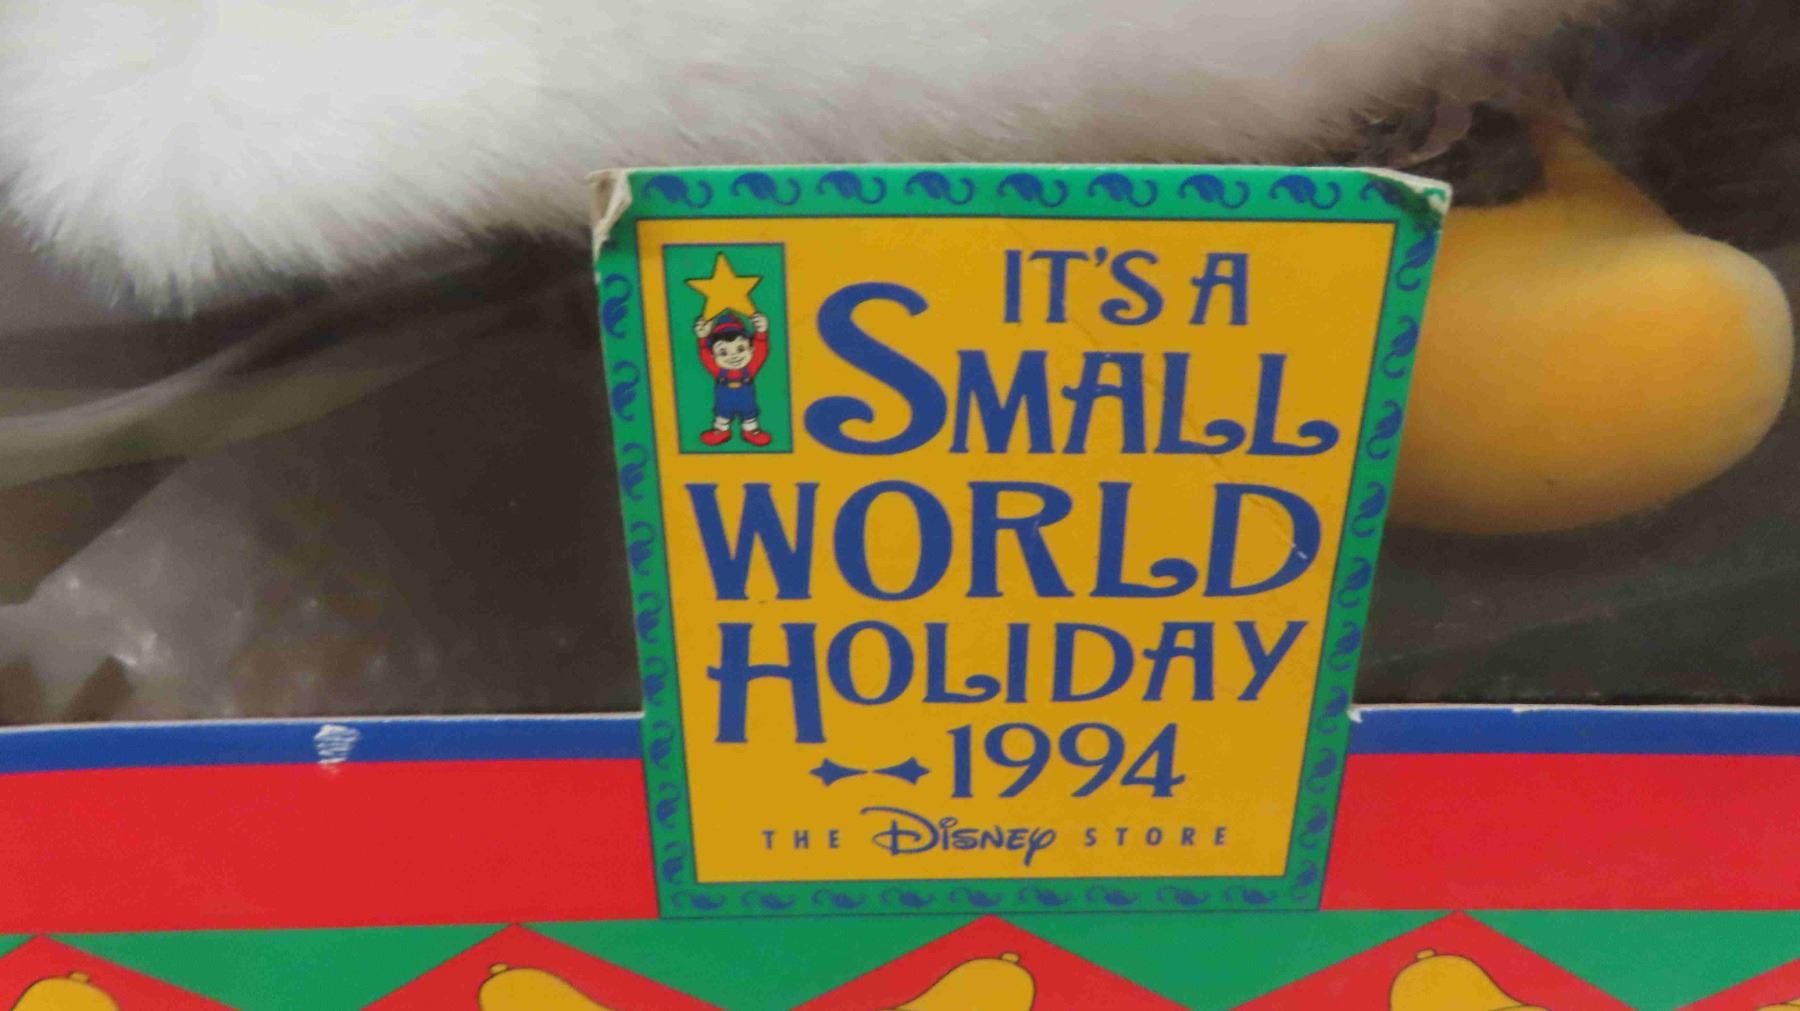 IT'S A
SMALL
WORLD
HOLIDAY
1994
THE DISNEY STORE